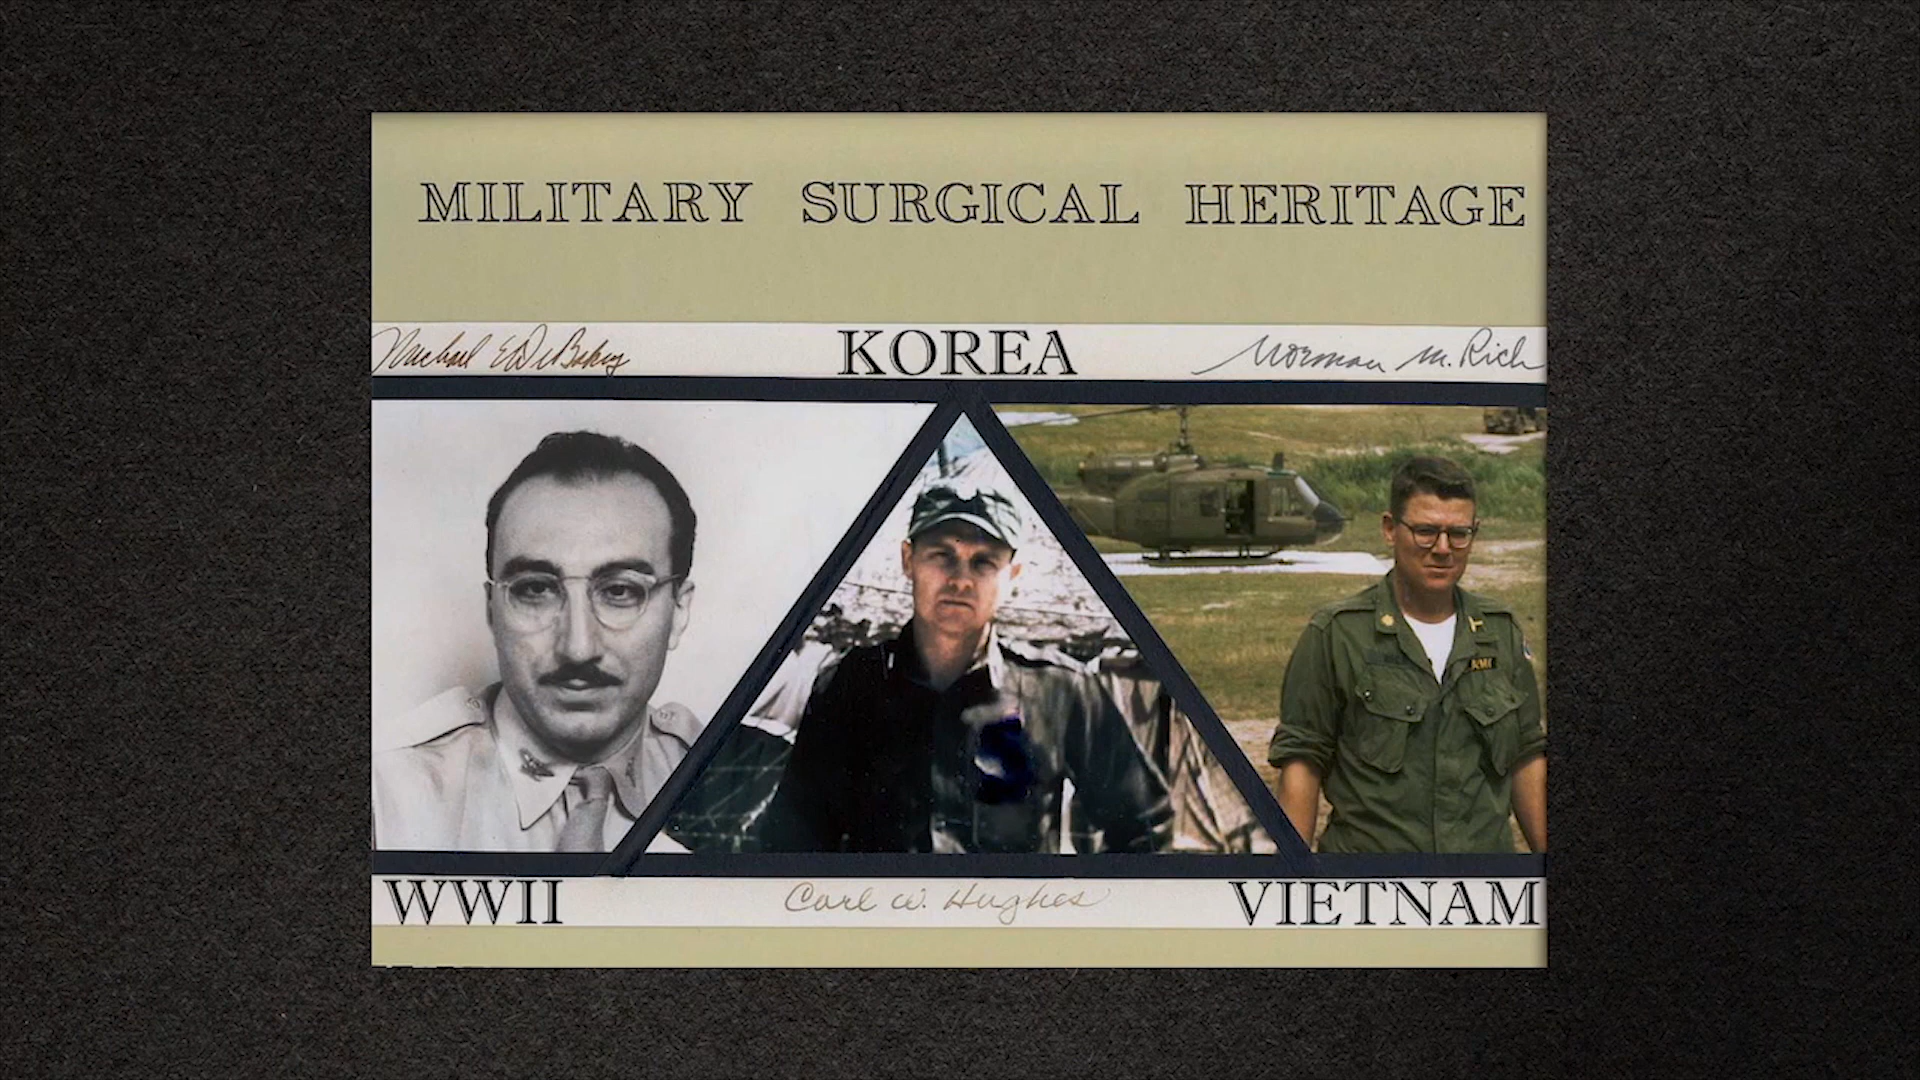 MILITARY SURGICAL HERITAGE
Michael E DeBakey
KOREA
Norman M. Rich
WWII
Carl W. Hughes
VIETNAM